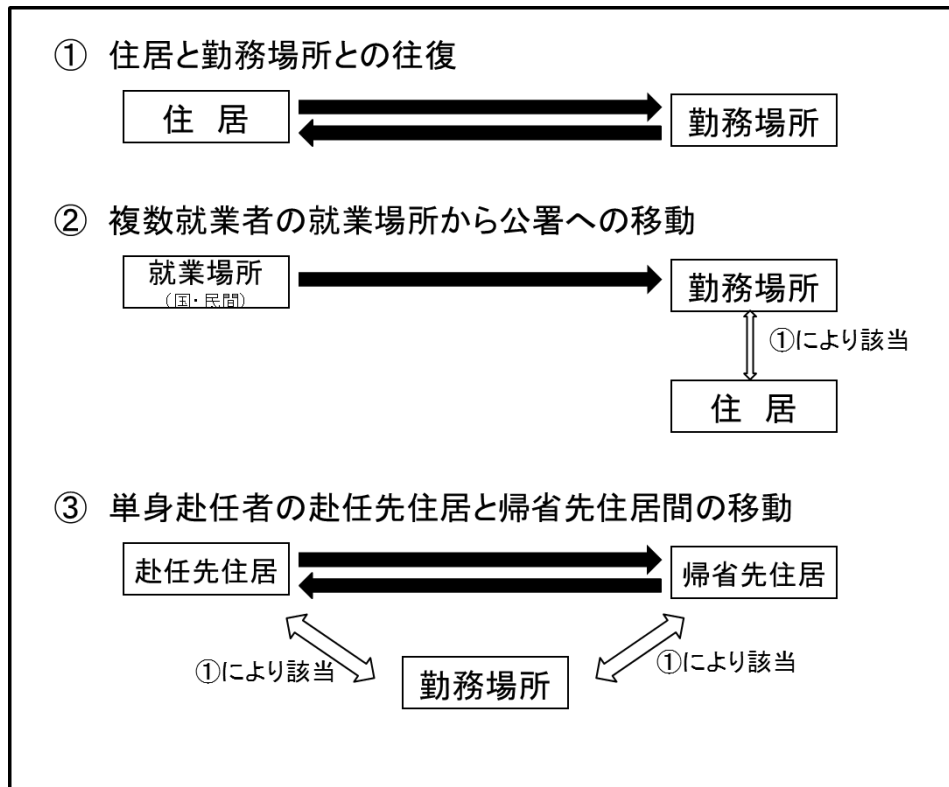 ① 住居と勤務場所との往復
住 居
勤務場所
② 複数就業者の就業場所から公署への移動
就業場所
(国・民間)
勤務場所
①により該当
住 居
③ 単身赴任者の赴任先住居と帰省先住居間の移動
赴任先住居
帰省先住居
①により該当
①により該当
勤務場所